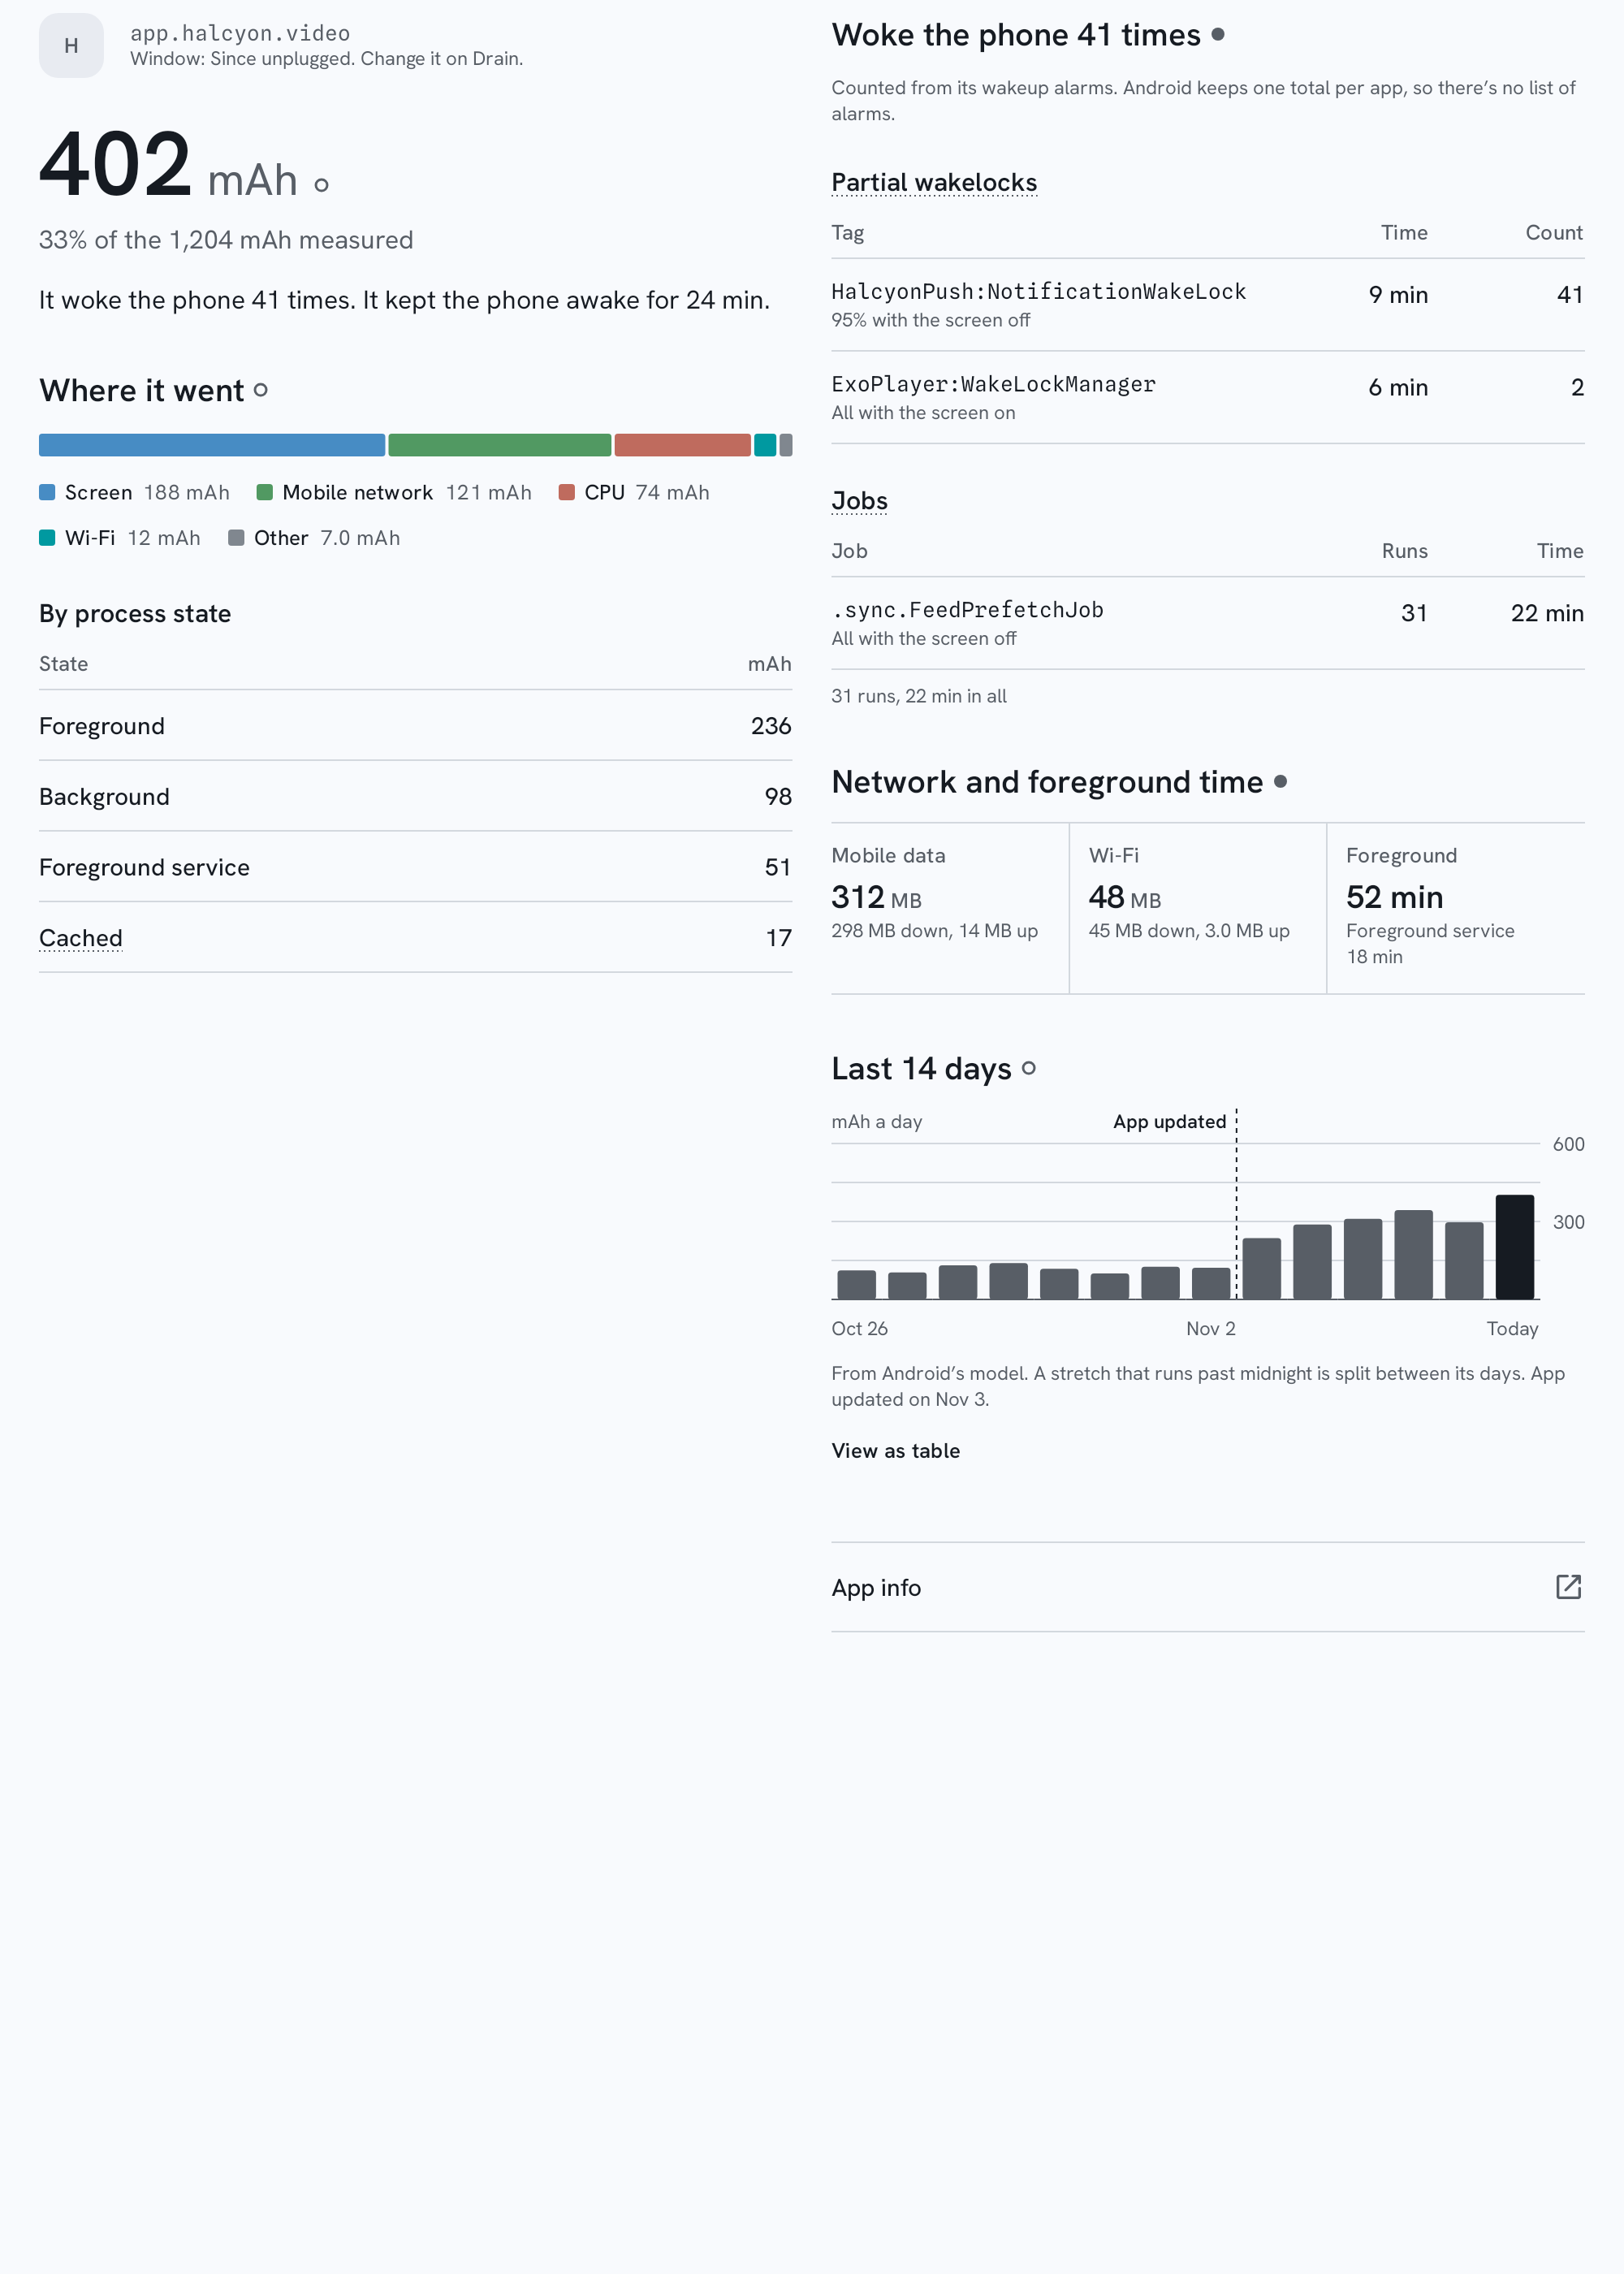 H
app.halcyon.video
Window: Since unplugged. Change it on Drain.
402 mAh
33% of the 1,204 mAh measured
It woke the phone 41 times. It kept the phone awake for 24 min.
Where it went
Screen 188 mAh Mobile network 121 mAh CPU 74 mAh
Wi-Fi 12 mAh Other 7.0 mAh
By process state
State mAh
Foreground 236
Background 98
Foreground service 51
Cached 17
Woke the phone 41 times
Counted from its wakeup alarms. Android keeps one total per app, so there’s no list of
alarms.
Partial wakelocks
Tag Time Count
HalcyonPush:NotificationWakeLock 9 min 41
95% with the screen off
ExoPlayer:WakeLockManager 6 min 2
All with the screen on
Jobs
Job Runs Time
.sync.FeedPrefetchJob 31 22 min
All with the screen off
31 runs, 22 min in all
Network and foreground time
Mobile data Wi-Fi Foreground
312 MB 48 MB 52 min
298 MB down, 14 MB up 45 MB down, 3.0 MB up Foreground service
18 min
Last 14 days
mAh a day App updated
600
300
Oct 26 Nov 2 Today
From Android’s model. A stretch that runs past midnight is split between its days. App
updated on Nov 3.
View as table
App info